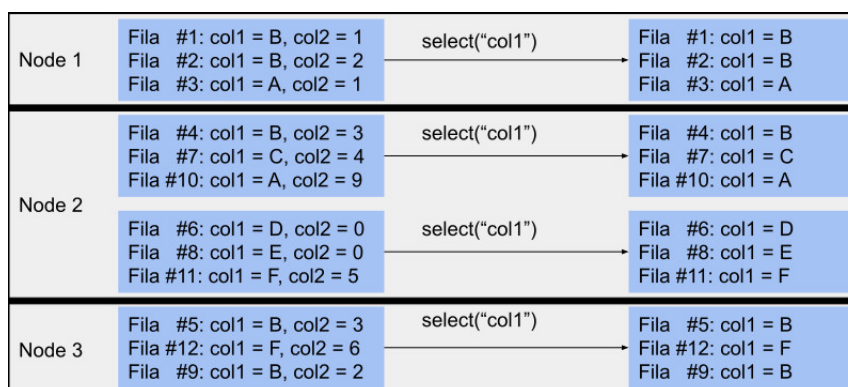 Node 1
Fila #1: col1 = B, col2 = 1
Fila #2: col1 = B, col2 = 2
Fila #3: col1 = A, col2 = 1
select(“col1”)
Fila #1: col1 = B
Fila #2: col1 = B
Fila #3: col1 = A
Node 2
Fila #4: col1 = B, col2 = 3
Fila #7: col1 = C, col2 = 4
Fila #10: col1 = A, col2 = 9
select(“col1”)
Fila #4: col1 = B
Fila #7: col1 = C
Fila #10: col1 = A
Fila #6: col1 = D, col2 = 0
Fila #8: col1 = E, col2 = 0
Fila #11: col1 = F, col2 = 5
select(“col1”)
Fila #6: col1 = D
Fila #8: col1 = E
Fila #11: col1 = F
Node 3
Fila #5: col1 = B, col2 = 3
Fila #12: col1 = F, col2 = 6
Fila #9: col1 = B, col2 = 2
select(“col1”)
Fila #5: col1 = B
Fila #12: col1 = F
Fila #9: col1 = B